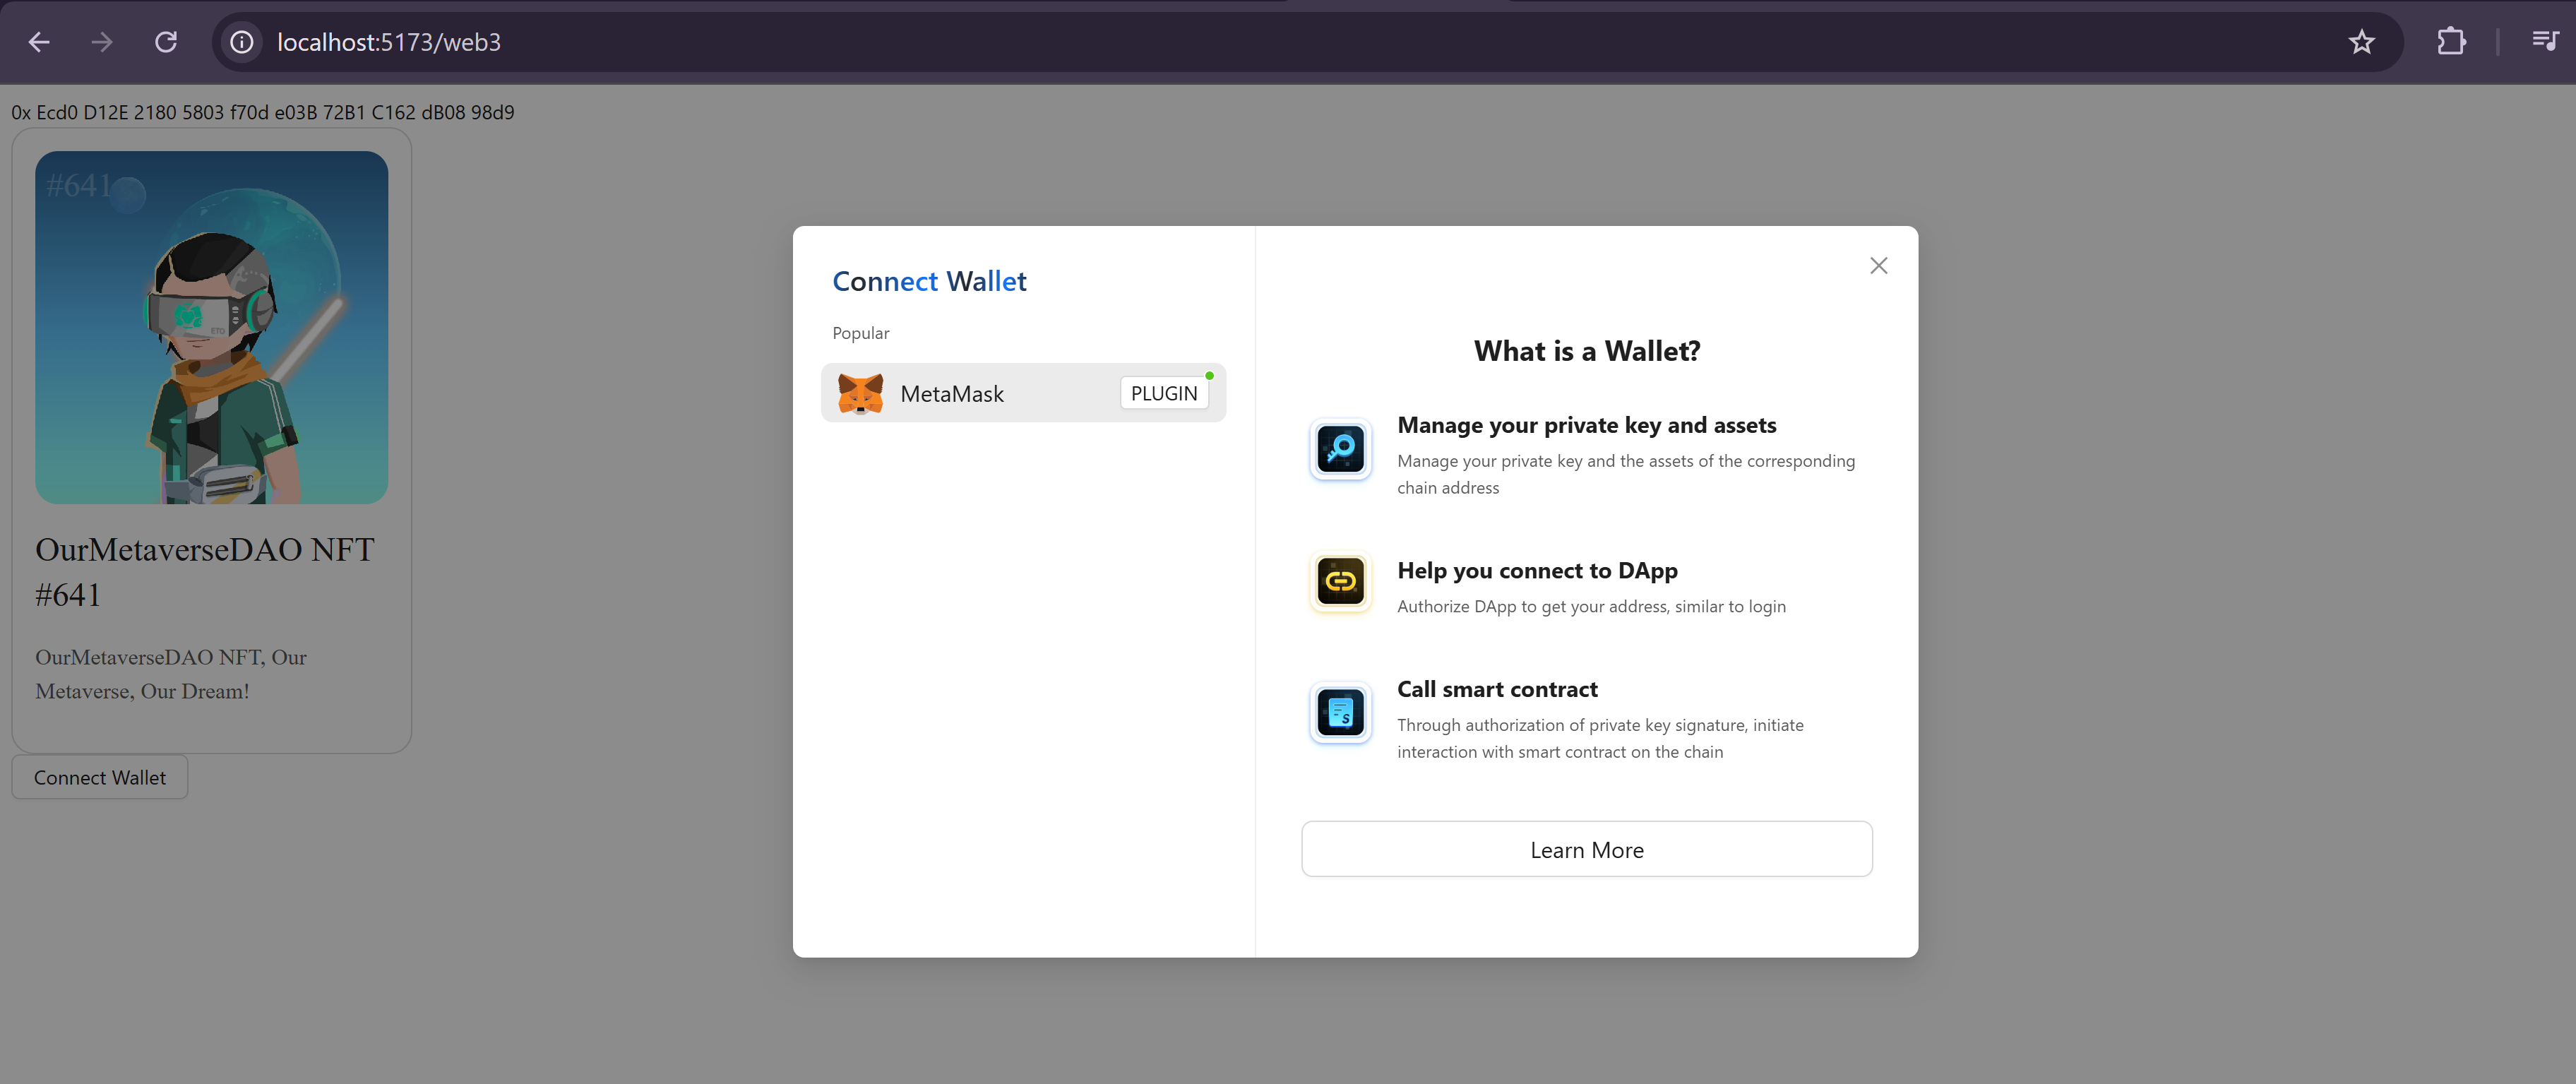 localhost:5173/web3
0x Ecd0 D12E 2180 5803 f70d e03B 72B1 C162 dB08 98d9
#641
ETO
OurMetaverseDAO NFT
#641
OurMetaverseDAO NFT, Our
Metaverse, Our Dream!
Connect Wallet
Connect Wallet
Popular
MetaMask
PLUGIN
What is a Wallet?
Manage your private key and assets
Manage your private key and the assets of the corresponding
chain address
Help you connect to DApp
Authorize DApp to get your address, similar to login
Call smart contract
Through authorization of private key signature, initiate
interaction with smart contract on the chain
Learn More